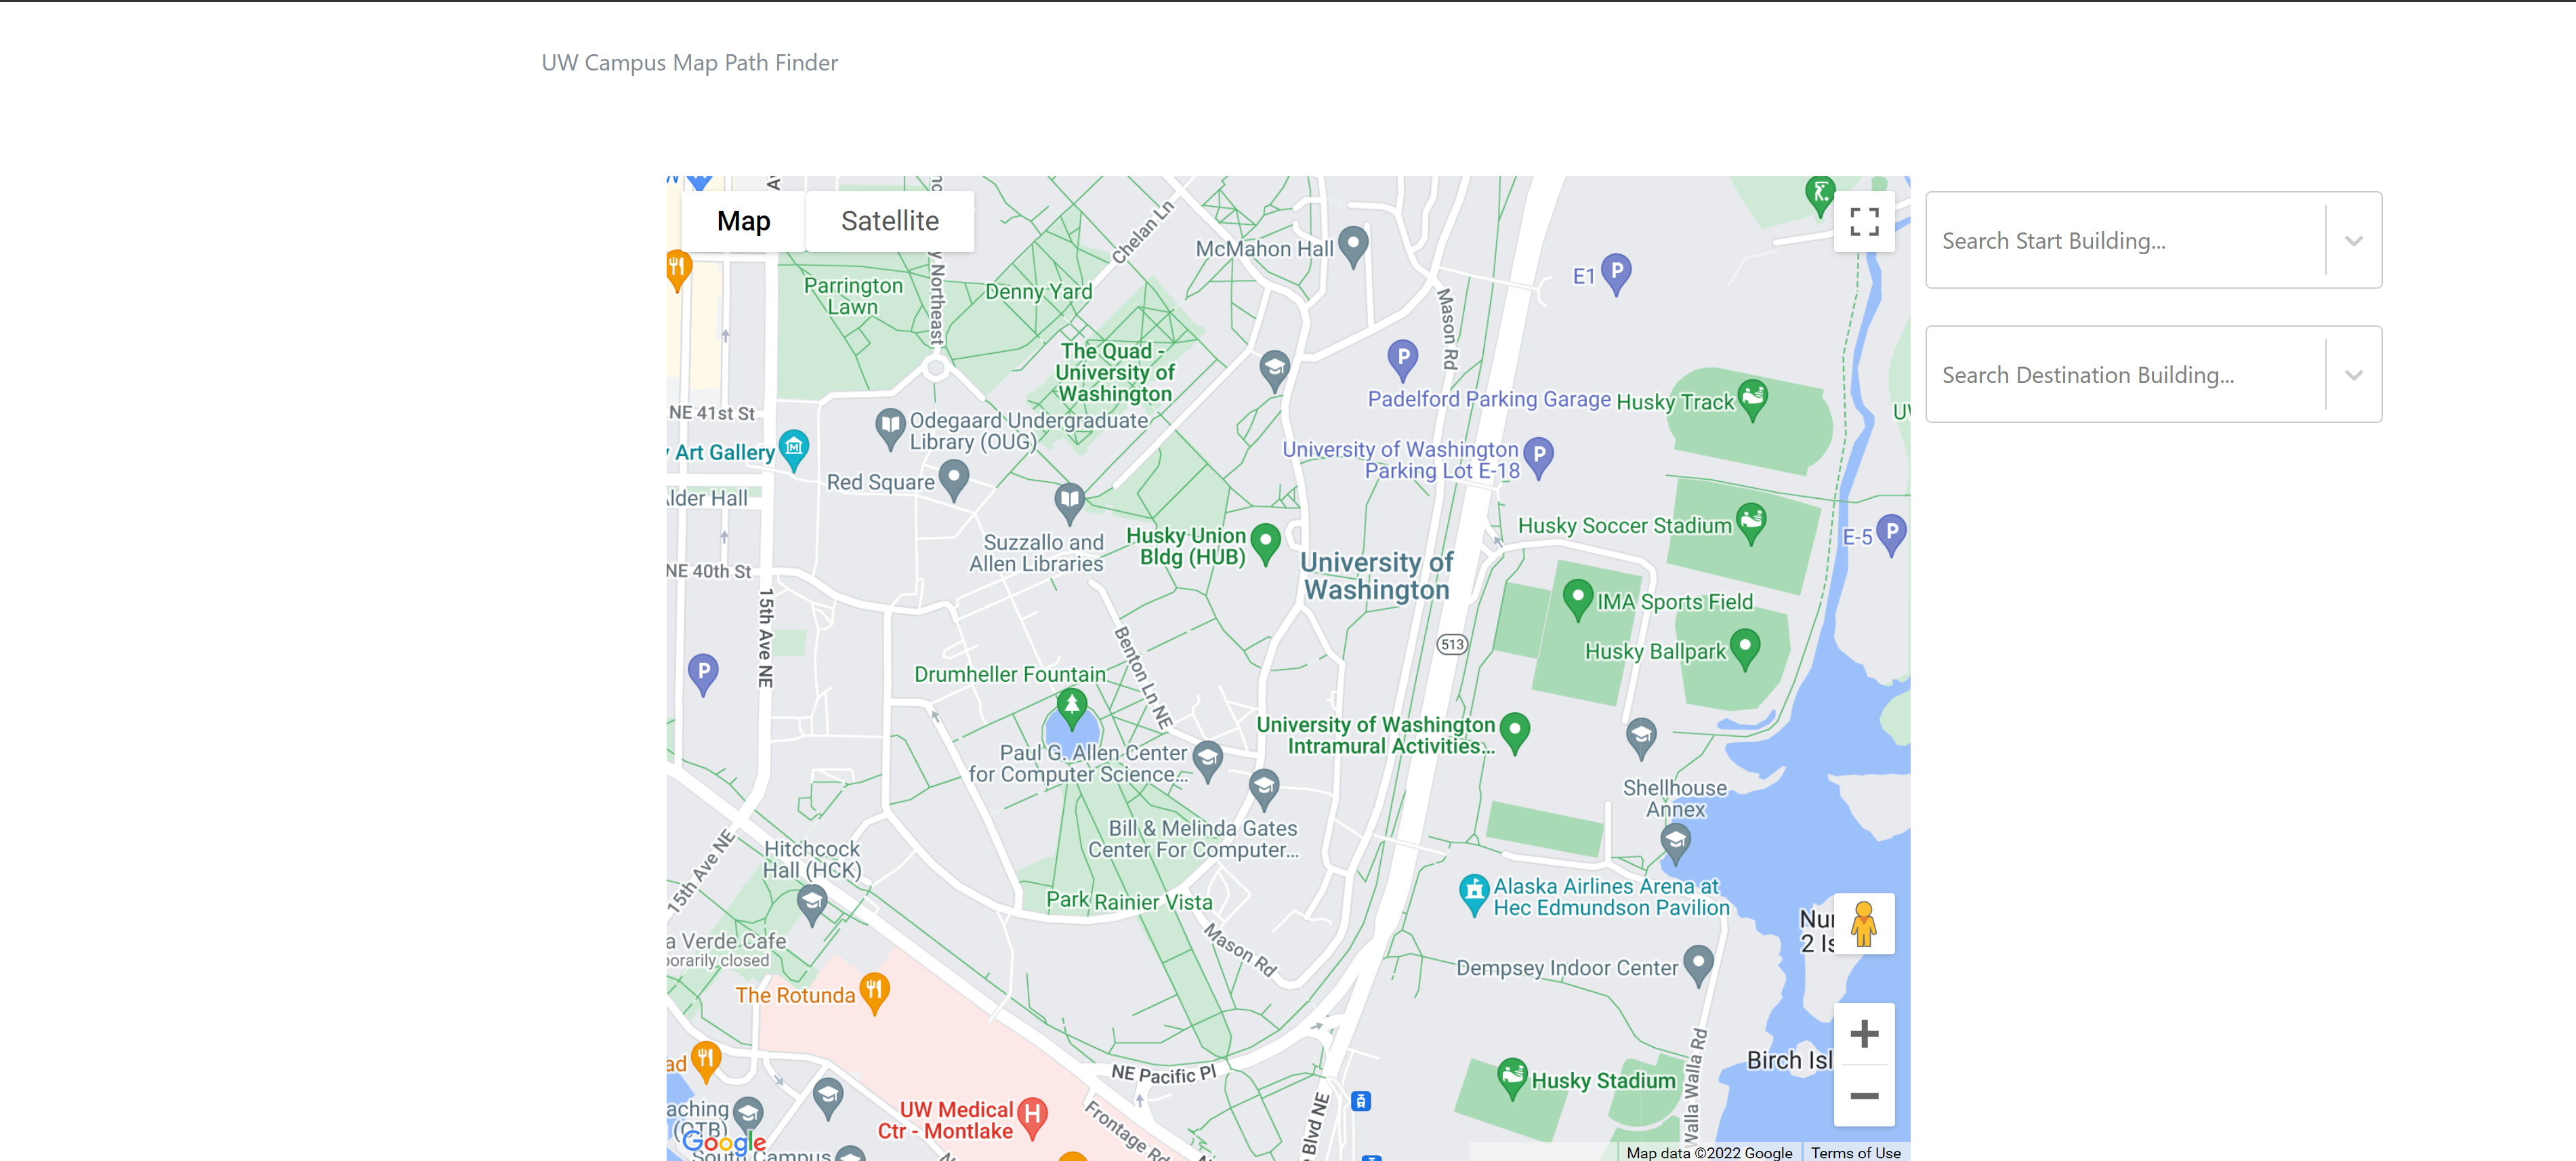 UW Campus Map Path Finder
Map
Satellite
Search Start Building...
Search Destination Building...
Chelan Ln
McMahon Hall
E1
Parrington
Lawn
Northeast
Denny Yard
Mason Rd
The Quad -
University of
Washington
Padelford Parking Garage
Husky Track
NE 41st St
Odegaard Undergraduate
Library (OUG)
Art Gallery
University of Washington
Parking Lot E-18
Red Square
Hall
Husky Soccer Stadium
E-5
Suzzallo and
Allen Libraries
Husky Union
Bldg (HUB)
University of
Washington
NE 40th St
15th Ave NE
IMA Sports Field
513
Husky Ballpark
Benton Ln NE
Drumheller Fountain
University of Washington
Intramural Activities...
Paul G. Allen Center
for Computer Science...
Shellhouse
Annex
Bill & Melinda Gates
Center For Computer...
Hitchcock
Hall (HCK)
15th Ave NE
Park
Rainier Vista
Alaska Airlines Arena at
Hec Edmundson Pavilion
Mason Rd
Verde Cafe
closed
Dempsey Indoor Center
The Rotunda
Walla Walla Rd
Birch Isl
NE Pacific Pl
Husky Stadium
UW Medical
Ctr - Montlake
Frontage Rd
Blvd NE
(OTB)
Google
South Campus
Map data ©2022 Google
Terms of Use